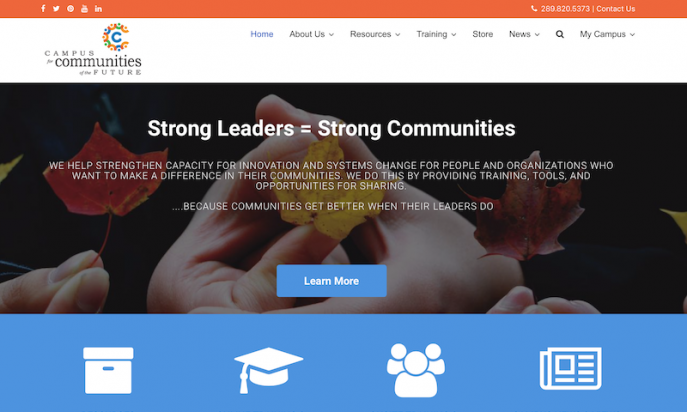 289.820.5373 | Contact Us
CAMPUS
for communities
of the FUTURE
Home About Us Resources Training Store News My Campus
Strong Leaders = Strong Communities
WE HELP STRENGTHEN CAPACITY FOR INNOVATION AND SYSTEMS CHANGE FOR PEOPLE AND ORGANIZATIONS WHO
WANT TO MAKE A DIFFERENCE IN THEIR COMMUNITIES. WE DO THIS BY PROVIDING TRAINING, TOOLS, AND
OPPORTUNITIES FOR SHARING.
....BECAUSE COMMUNITIES GET BETTER WHEN THEIR LEADERS DO
Learn More